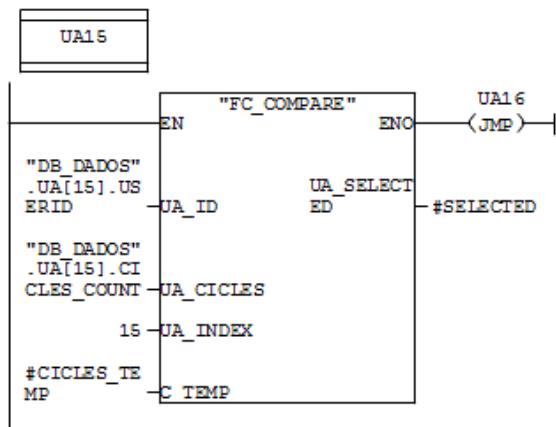 UA15
"FC_COMPARE"
UA16
EN
ENO
(JMP)
"DB_DADOS"
.UA[15].US
ERID
UA_ID
UA_SELECT
ED
#SELECTED
"DB_DADOS"
.UA[15].CI
CLES_COUNT
UA_CICLES
15
UA_INDEX
#CICLES_TE
MP
C_TEMP